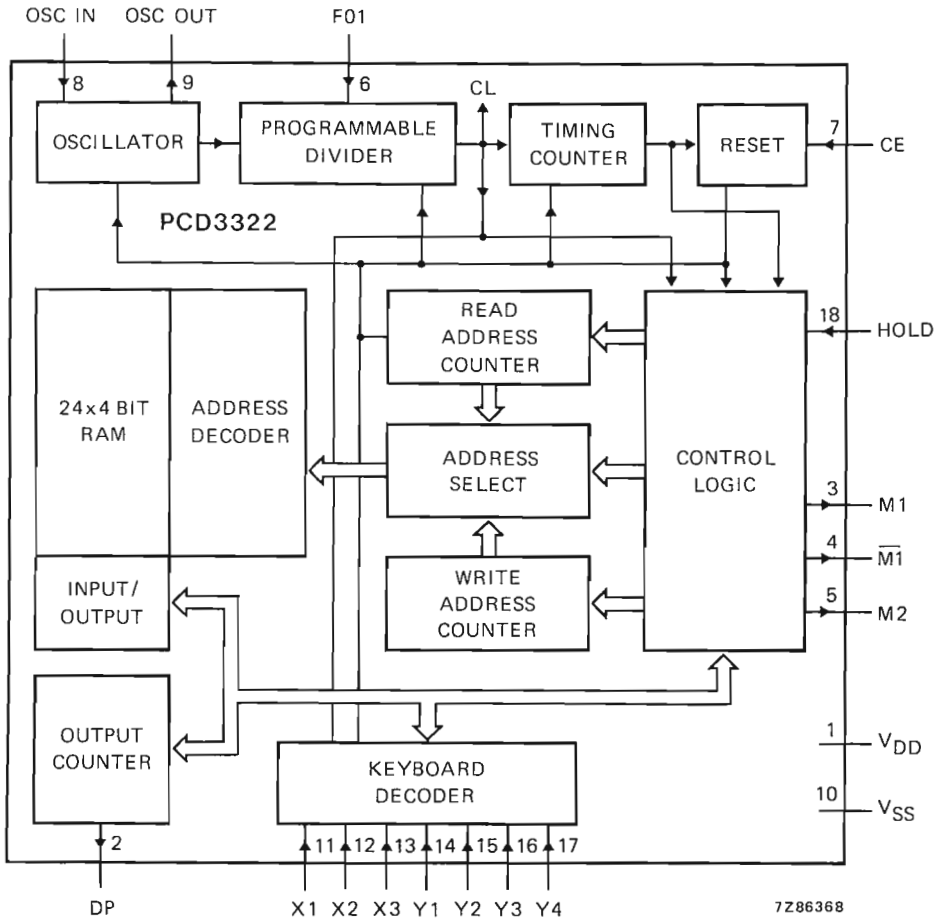 OSC IN OSC OUT F01
8 9 6 CL
OSCILLATOR
PROGRAMMABLE
DIVIDER
TIMING
COUNTER
RESET
7 CE
PCD3322
24x4 BIT
RAM
ADDRESS
DECODER
READ
ADDRESS
COUNTER
18 HOLD
ADDRESS
SELECT
CONTROL
LOGIC
3 M1
4 M̅1̅
5 M2
INPUT/
OUTPUT
WRITE
ADDRESS
COUNTER
OUTPUT
COUNTER
KEYBOARD
DECODER
1 VDD
10 VSS
2 11 12 13 14 15 16 17
DP X1 X2 X3 Y1 Y2 Y3 Y4
7Z86368